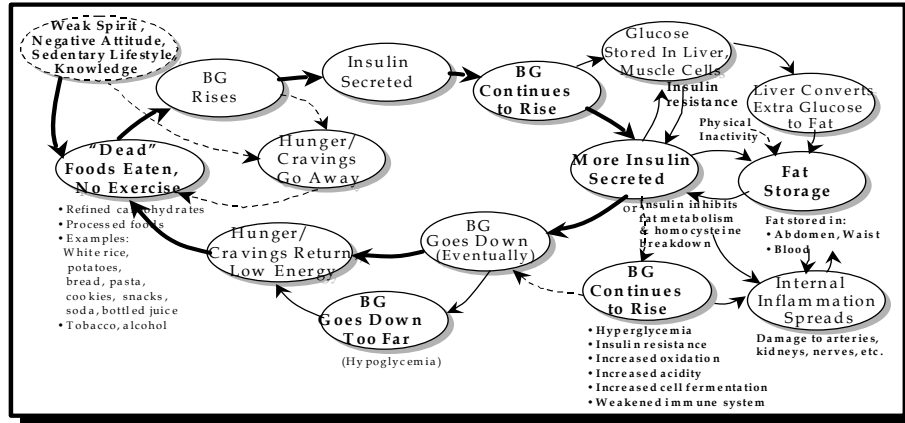 Weak Spirit,
Negative Attitude,
Sedentary Lifestyle,
Knowledge
BG
Rises
Insulin
Secreted
BG
Continues
to Rise
Glucose
Stored In Liver,
Muscle Cells
Insulin
resistance
Liver Converts
Extra Glucose
to Fat
Physical
Inactivity
Hunger/
Cravings
Go Away
“Dead”
Foods Eaten,
No Exercise
• Refined carbohydrates
• Processed foods
• Examples:
White rice,
potatoes,
bread, pasta,
cookies, snacks,
soda, bottled juice
• Tobacco, alcohol
More Insulin
Secreted
Fat
Storage
Fat stored in:
• Abdomen, Waist
• Blood
or
Insulin inhibits
fat metabolism
& homocysteine
breakdown
BG
Goes Down
(Eventually)
Hunger/
Cravings Return
Low Energy
BG
Goes Down
Too Far
(Hypoglycemia)
BG
Continues
to Rise
• Hyperglycemia
• Insulin resistance
• Increased oxidation
• Increased acidity
• Increased cell fermentation
• Weakened immune system
Internal
Inflammation
Spreads
Damage to arteries,
kidneys, nerves, etc.